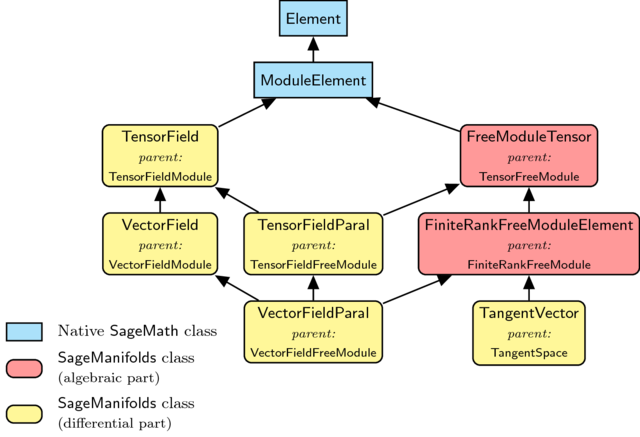 Element
ModuleElement
TensorField
parent:
TensorFieldModule
FreeModuleTensor
parent:
TensorFreeModule
VectorField
parent:
VectorFieldModule
TensorFieldParal
parent:
TensorFieldFreeModule
FiniteRankFreeModuleElement
parent:
FiniteRankFreeModule
VectorFieldParal
parent:
VectorFieldFreeModule
TangentVector
parent:
TangentSpace
Native SageMath class
SageManifolds class
(algebraic part)
SageManifolds class
(differential part)